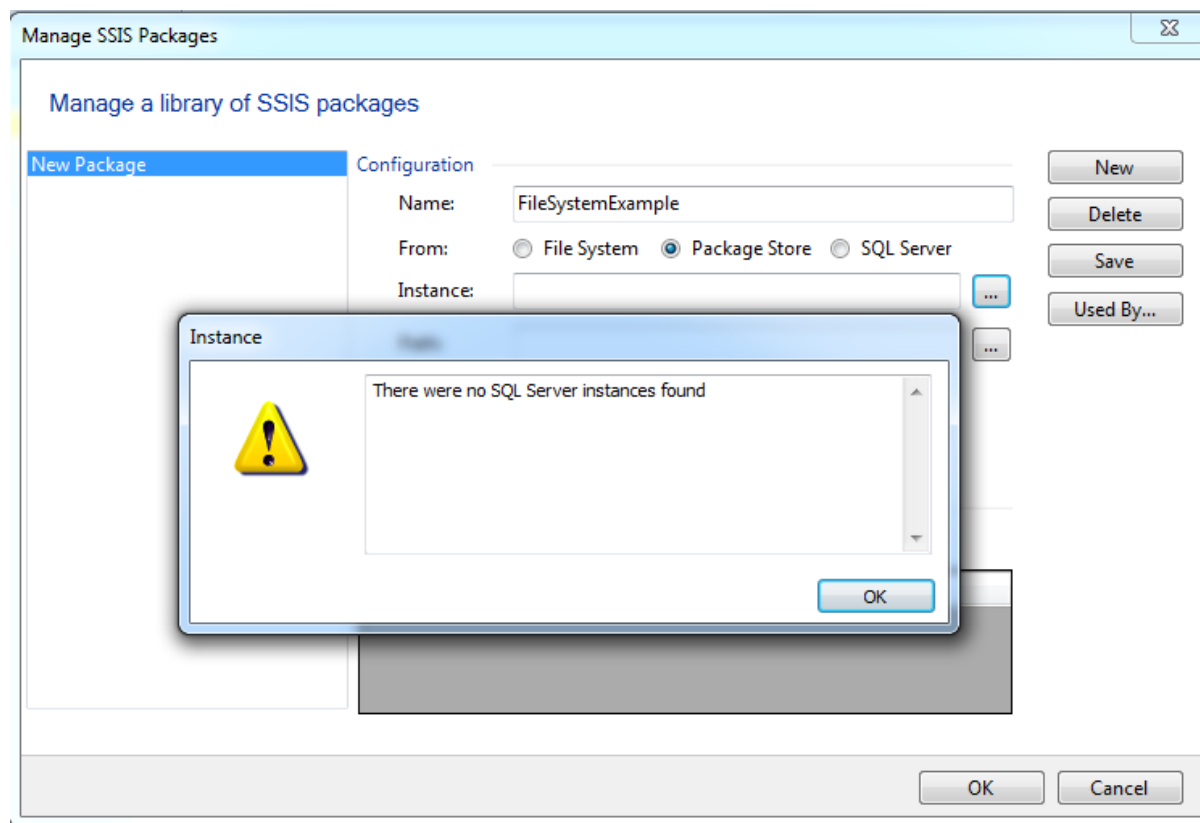 Manage SSIS Packages
Manage a library of SSIS packages
New Package
Configuration
Name: FileSystemExample
From: File System Package Store SQL Server
Instance: ...
...
New
Delete
Save
Used By...
Instance
There were no SQL Server instances found
OK
OK Cancel